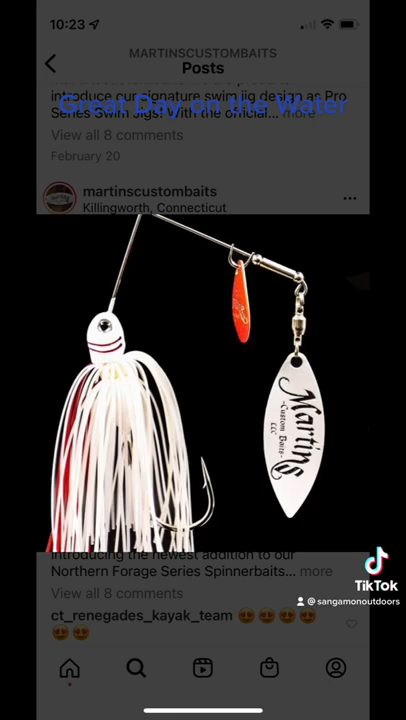 10:23
MARTINSCUSTOMBAITS
Posts
introduce our signature swim jig design as Pro
Great Day on the Water
Series Swim Jigs! With the official... more
View all 8 comments
February 20
martinscustombaits
Killingworth, Connecticut
Martins
-Custom Baits-
LLC
Introducing the newest addition to our
Northern Forage Series Spinnerbaits... more
View all 8 comments
ct_renegades_kayak_team 😍😍😍😍
😍😍
TikTok
@sangamonoutdoors